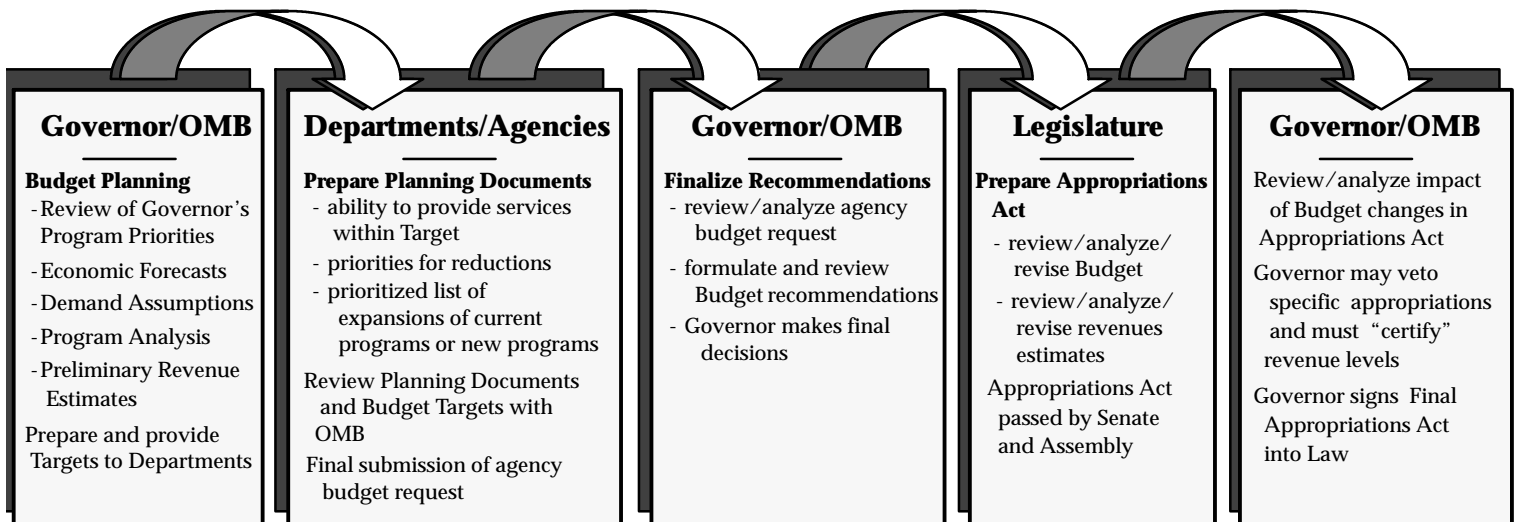 Governor/OMB
Budget Planning
- Review of Governor's
Program Priorities
- Economic Forecasts
- Demand Assumptions
- Program Analysis
- Preliminary Revenue
Estimates
Prepare and provide
Targets to Departments
Departments/Agencies
Prepare Planning Documents
- ability to provide services
within Target
- priorities for reductions
- prioritized list of
expansions of current
programs or new programs
Review Planning Documents
and Budget Targets with
OMB
Final submission of agency
budget request
Governor/OMB
Finalize Recommendations
- review/analyze agency
budget request
- formulate and review
Budget recommendations
- Governor makes final
decisions
Legislature
Prepare Appropriations
Act
- review/analyze/
revise Budget
- review/analyze/
revise revenues
estimates
Appropriations Act
passed by Senate
and Assembly
Governor/OMB
Review/analyze impact
of Budget changes in
Appropriations Act
Governor may veto
specific appropriations
and must “certify”
revenue levels
Governor signs Final
Appropriations Act
into Law